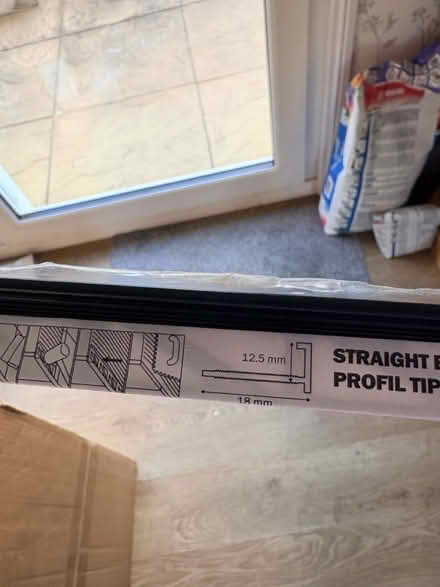 12.5 mm
18 mm
STRAIGHT E
PROFIL TIP